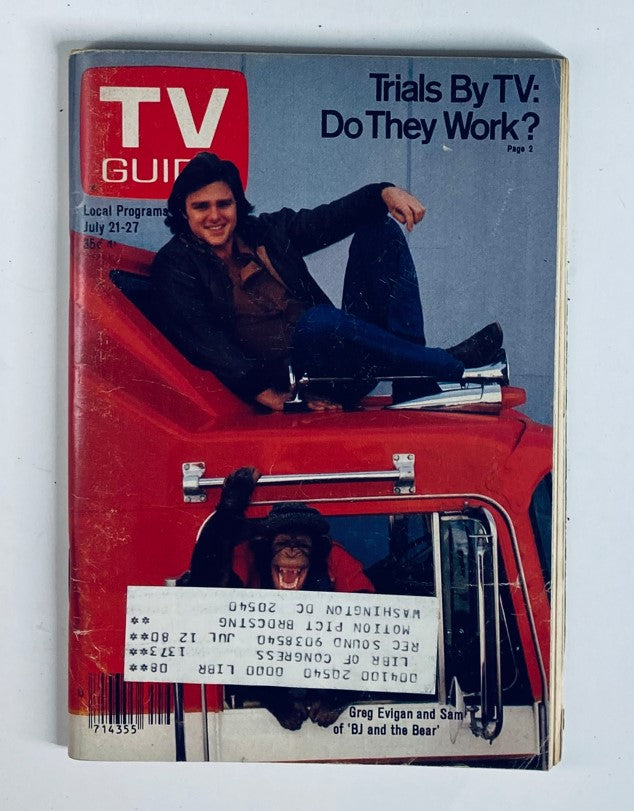 TV
GUIDE
Trials By TV:
Do They Work?
Page 2
Local Programs
July 21-27
35¢
004100 20540 0000 LIBR 08**
LIBR OF CONGRESS 1373**
REC SOUND 9038540 JUL 12 80**
MOTION PICT BRDCSTNG **
WASHINGTON DC 20540
714355
Greg Evigan and Sam
of 'BJ and the Bear'